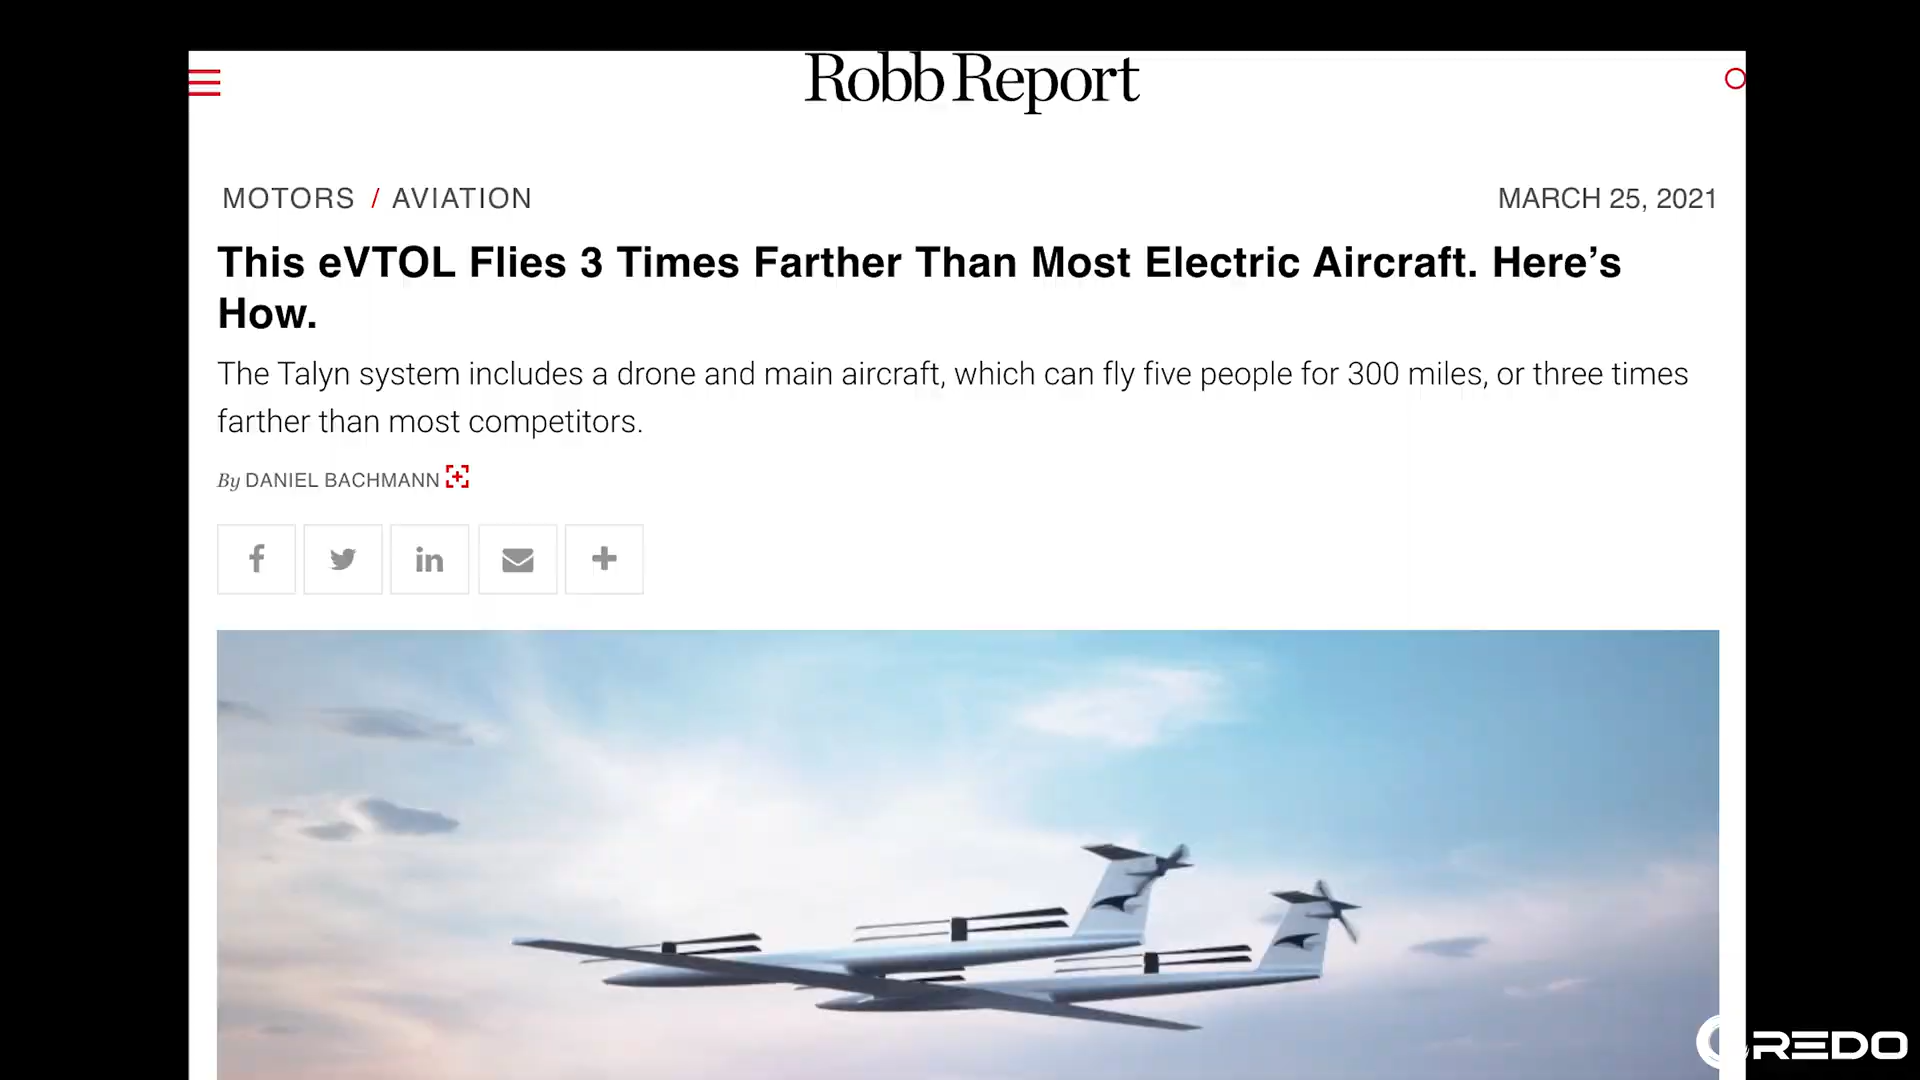 Robb Report
MOTORS / AVIATION
MARCH 25, 2021
This eVTOL Flies 3 Times Farther Than Most Electric Aircraft. Here’s
How.
The Talyn system includes a drone and main aircraft, which can fly five people for 300 miles, or three times
farther than most competitors.
By DANIEL BACHMANN
CREDO